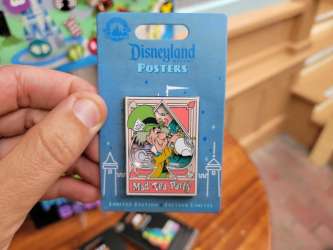 Disneyland
POSTERS
Mad Tea Party
LIMITED EDITION • EDITION LIMITÉE